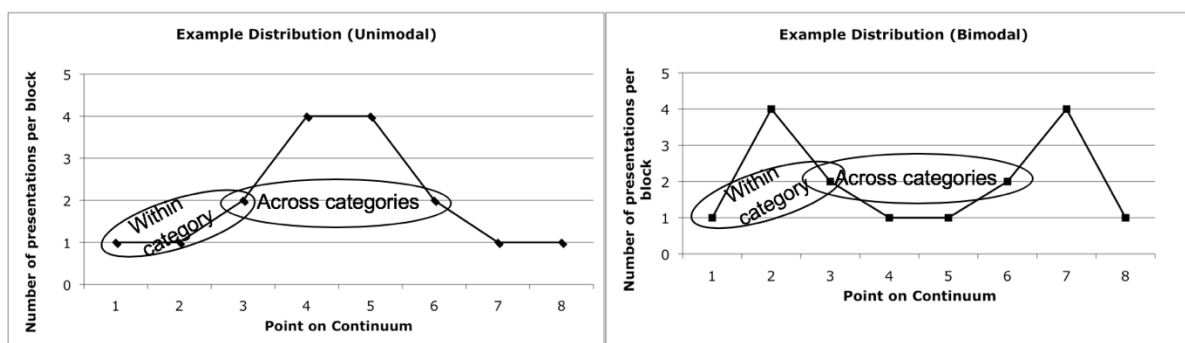 Example Distribution (Unimodal)
Number of presentations per block
5
4
3
2
1
0
Within
category
Across categories
1 2 3 4 5 6 7 8
Point on Continuum
Example Distribution (Bimodal)
Number of presentations per
block
5
4
3
2
1
0
Within
category
Across categories
1 2 3 4 5 6 7 8
Point on Continuum